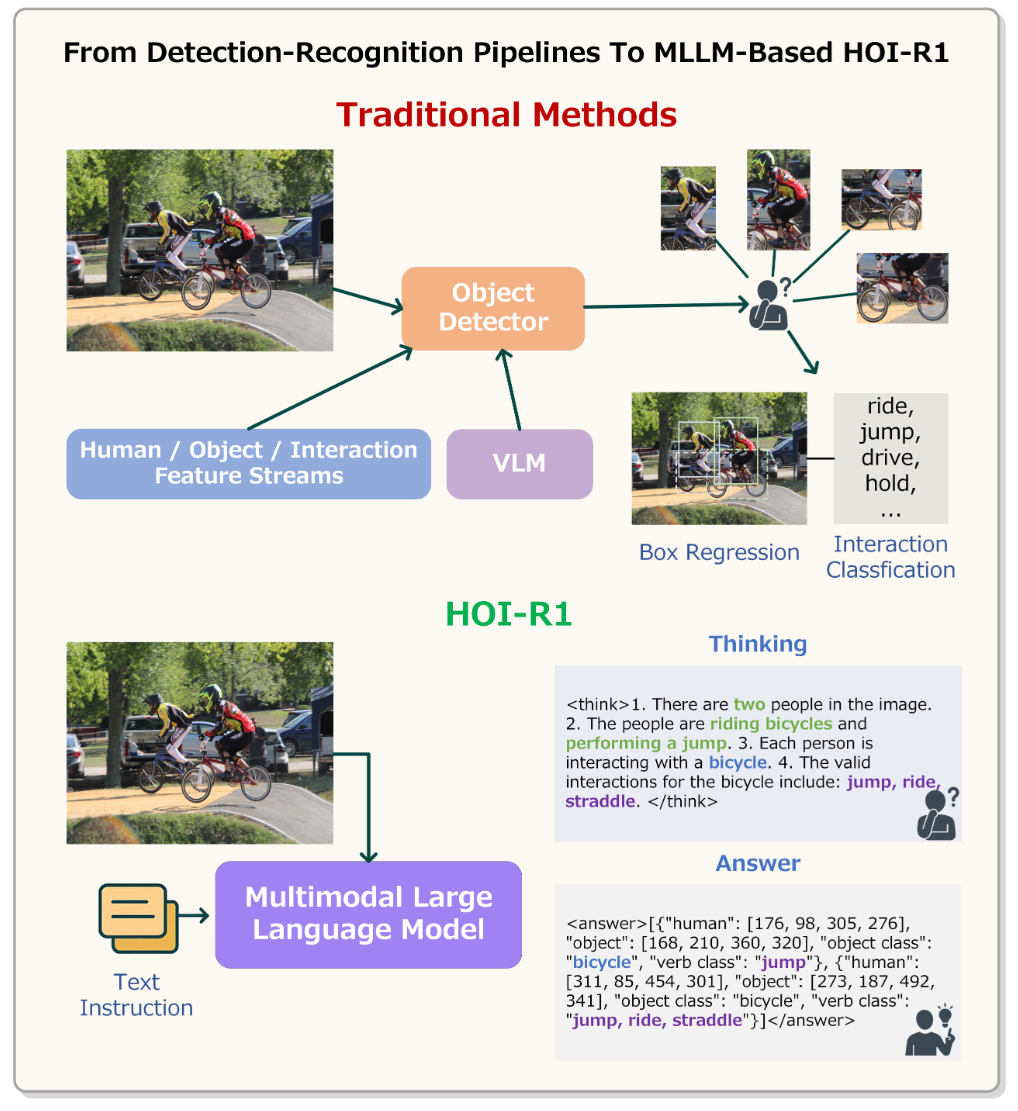 From Detection-Recognition Pipelines To MLLM-Based HOI-R1
Traditional Methods
Object
Detector
Human / Object / Interaction
Feature Streams
VLM
?
ride,
jump,
drive,
hold,
...
Box Regression
Interaction
Classfication
HOI-R1
Thinking
<think>1. There are two people in the image.
2. The people are riding bicycles and
performing a jump. 3. Each person is
interacting with a bicycle. 4. The valid
interactions for the bicycle include: jump, ride,
straddle. </think>
?
Multimodal Large
Language Model
Text
Instruction
Answer
<answer>[{"human": [176, 98, 305, 276],
"object": [168, 210, 360, 320], "object class":
"bicycle", "verb class": "jump"}, {"human":
[311, 85, 454, 301], "object": [273, 187, 492,
341], "object class": "bicycle", "verb class":
"jump, ride, straddle"}]</answer>